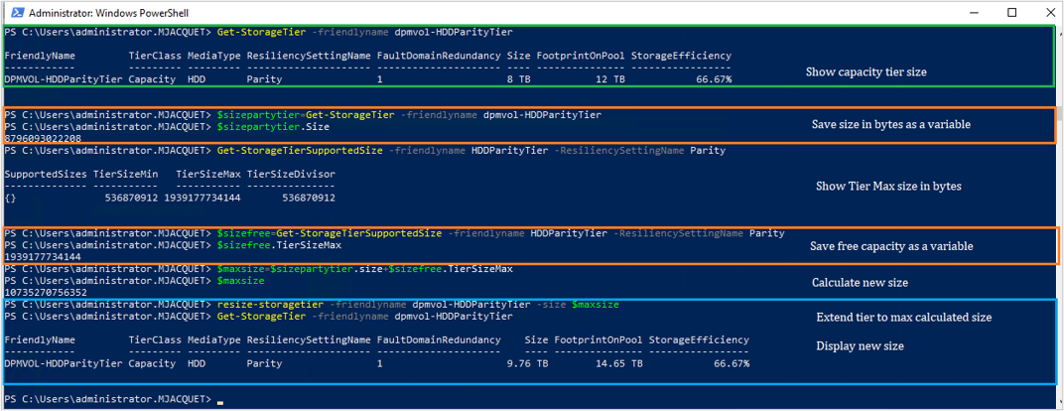 Administrator: Windows PowerShell
PS C:\Users\administrator.MJACQUET> Get-StorageTier -friendlyname dpmvol-HDDParityTier
FriendlyName TierClass MediaType ResiliencySettingName FaultDomainRedundancy Size FootprintOnPool StorageEfficiency
------------ --------- --------- --------------------- --------------------- ---- --------------- -----------------
DPMVOL-HDDParityTier Capacity HDD Parity 1 8 TB 12 TB 66.67%
Show capacity tier size
PS C:\Users\administrator.MJACQUET> $sizepartytier=Get-StorageTier -friendlyname dpmvol-HDDParityTier
PS C:\Users\administrator.MJACQUET> $sizepartytier.Size
8796093022208
Save size in bytes as a variable
PS C:\Users\administrator.MJACQUET> Get-StorageTierSupportedSize -friendlyname HDDParityTier -ResiliencySettingName Parity
SupportedSizes TierSizeMin TierSizeMax TierSizeDivisor
-------------- ----------- ----------- ---------------
{} 536870912 1939177734144 536870912
Show Tier Max size in bytes
PS C:\Users\administrator.MJACQUET> $sizefree=Get-StorageTierSupportedSize -friendlyname HDDParityTier -ResiliencySettingName Parity
PS C:\Users\administrator.MJACQUET> $sizefree.TierSizeMax
1939177734144
Save free capacity as a variable
PS C:\Users\administrator.MJACQUET> $maxsize=$sizepartytier.size+$sizefree.TierSizeMax
PS C:\Users\administrator.MJACQUET> $maxsize
10735270756352
Calculate new size
PS C:\Users\administrator.MJACQUET> resize-storagetier -friendlyname dpmvol-HDDParityTier -size $maxsize
PS C:\Users\administrator.MJACQUET> Get-StorageTier -friendlyname dpmvol-HDDParityTier
Extend tier to max calculated size
FriendlyName TierClass MediaType ResiliencySettingName FaultDomainRedundancy Size FootprintOnPool StorageEfficiency
------------ --------- --------- --------------------- --------------------- ---- --------------- -----------------
DPMVOL-HDDParityTier Capacity HDD Parity 1 9.76 TB 14.65 TB 66.67%
Display new size
PS C:\Users\administrator.MJACQUET> _